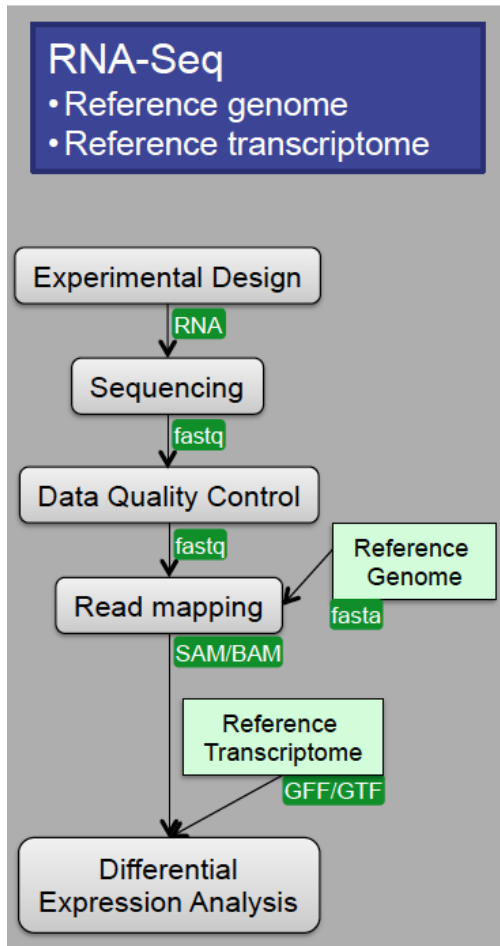 RNA-Seq
• Reference genome
• Reference transcriptome
Experimental Design
RNA
Sequencing
fastq
Data Quality Control
fastq
Reference
Genome
fasta
Read mapping
SAM/BAM
Reference
Transcriptome
GFF/GTF
Differential
Expression Analysis